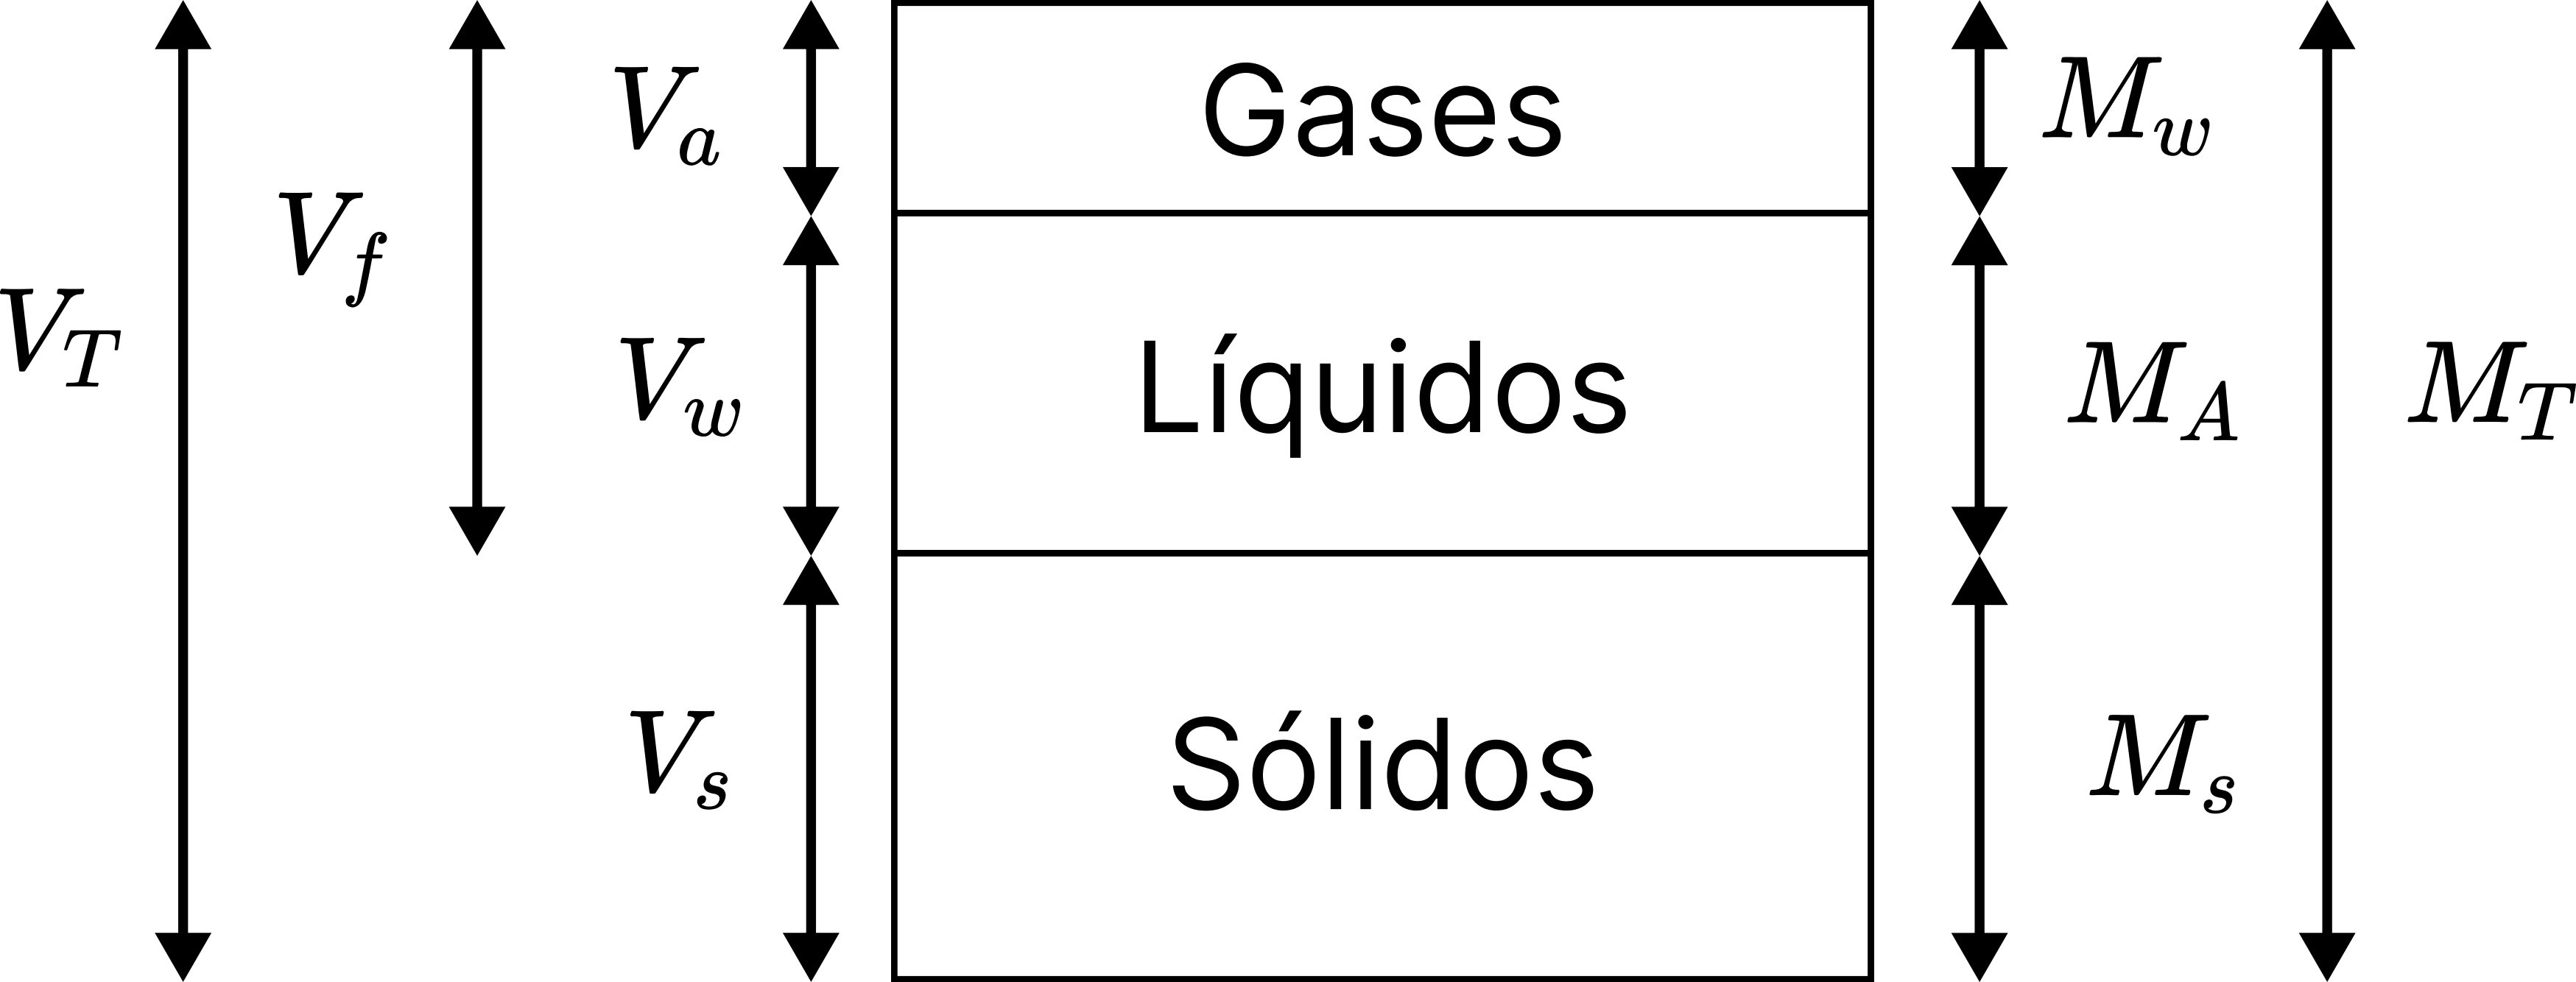 V_a
Gases
M_w
V_f
V_T
V_w
Líquidos
M_A
M_T
V_s
Sólidos
M_s